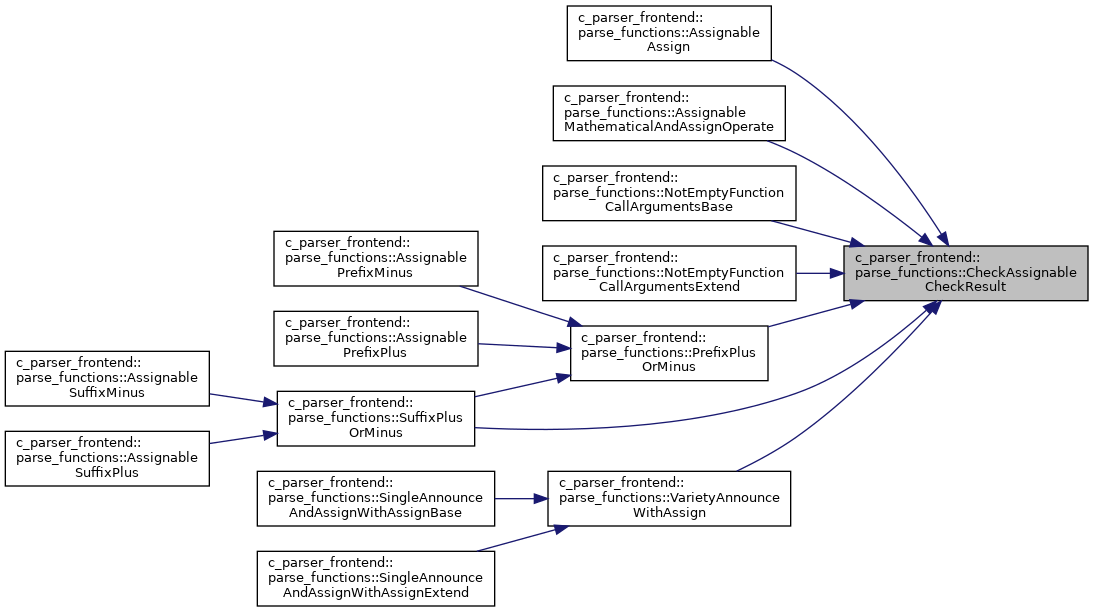 c_parser_frontend::
parse_functions::Assignable
Assign
c_parser_frontend::
parse_functions::Assignable
MathematicalAndAssignOperate
c_parser_frontend::
parse_functions::NotEmptyFunction
CallArgumentsBase
c_parser_frontend::
parse_functions::Assignable
PrefixMinus
c_parser_frontend::
parse_functions::NotEmptyFunction
CallArgumentsExtend
c_parser_frontend::
parse_functions::CheckAssignable
CheckResult
c_parser_frontend::
parse_functions::Assignable
PrefixPlus
c_parser_frontend::
parse_functions::PrefixPlus
OrMinus
c_parser_frontend::
parse_functions::Assignable
SuffixMinus
c_parser_frontend::
parse_functions::SuffixPlus
OrMinus
c_parser_frontend::
parse_functions::Assignable
SuffixPlus
c_parser_frontend::
parse_functions::SingleAnnounce
AndAssignWithAssignBase
c_parser_frontend::
parse_functions::VarietyAnnounce
WithAssign
c_parser_frontend::
parse_functions::SingleAnnounce
AndAssignWithAssignExtend